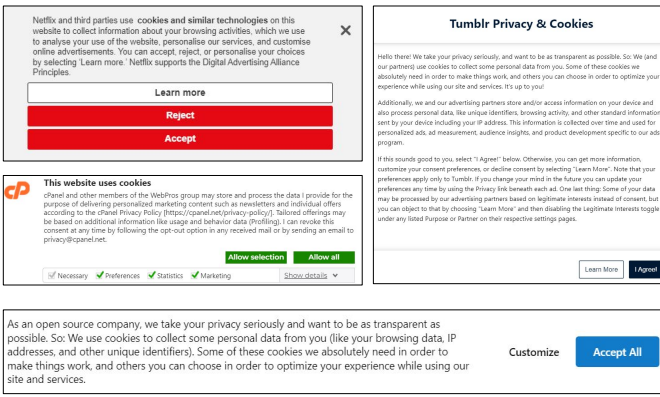 Netflix and third parties use cookies and similar technologies on this
website to collect information about your browsing activities, which we use
to analyse your use of the website, personalise our services, and customise
online advertisements. You can accept, reject, or personalise your choices
by selecting 'Learn more.' Netflix supports the Digital Advertising Alliance
Principles.
Learn more
Reject
Accept
This website uses cookies
cPanel and other members of the WebPros group may store and process the data I provide for the
purpose of delivering personalized marketing content such as newsletters and individual offers
according to the cPanel Privacy Policy [https://cpanel.net/privacy-policy/]. Tailored offerings may
be based on additional information like usage and behavior data (Profiling). I can revoke this
consent at any time by following the opt-out option in any received mail or by sending an email to
privacy@cpanel.net.
Allow selection Allow all
Necessary Preferences Statistics Marketing Show details
Tumblr Privacy & Cookies
Hello there! We take your privacy seriously, and want to be as transparent as possible. So: We (and
our partners) use cookies to collect some personal data from you. Some of these cookies we
absolutely need in order to make things work, and others you can choose in order to optimize your
experience while using our site and services. It's up to you!
Additionally, we and our advertising partners store and/or access information on your device and
also process personal data, like unique identifiers, browsing activity, and other standard information
sent by your device including your IP address. This information is collected over time and used for
personalized ads, ad measurement, audience insights, and product development specific to our ads
program.
If this sounds good to you, select "I Agree!" below. Otherwise, you can get more information,
customize your consent preferences, or decline consent by selecting "Learn More". Note that your
preferences apply only to Tumblr. If you change your mind in the future you can update your
preferences any time by using the Privacy link beneath each ad. One last thing: Some of your data
may be processed by our advertising partners based on legitimate interests instead of consent, but
you can object to that by choosing "Learn More" and then disabling the Legitimate Interests toggle
under any listed Purpose or Partner on their respective settings pages.
Learn More I Agree!
As an open source company, we take your privacy seriously and want to be as transparent as
possible. So: We use cookies to collect some personal data from you (like your browsing data, IP
addresses, and other unique identifiers). Some of these cookies we absolutely need in order to
make things work, and others you can choose in order to optimize your experience while using our
site and services.
Customize Accept All